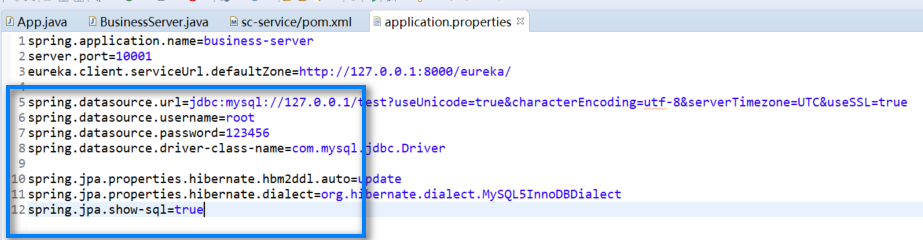 App.java BusinessServer.java sc-service/pom.xml application.properties
1 spring.application.name=business-server
2 server.port=10001
3 eureka.client.serviceUrl.defaultZone=http://127.0.0.1:8000/eureka/
4
5 spring.datasource.url=jdbc:mysql://127.0.0.1/test?useUnicode=true&characterEncoding=utf-8&serverTimezone=UTC&useSSL=true
6 spring.datasource.username=root
7 spring.datasource.password=123456
8 spring.datasource.driver-class-name=com.mysql.jdbc.Driver
9
10 spring.jpa.properties.hibernate.hbm2ddl.auto=update
11 spring.jpa.properties.hibernate.dialect=org.hibernate.dialect.MySQL5InnoDBDialect
12 spring.jpa.show-sql=true